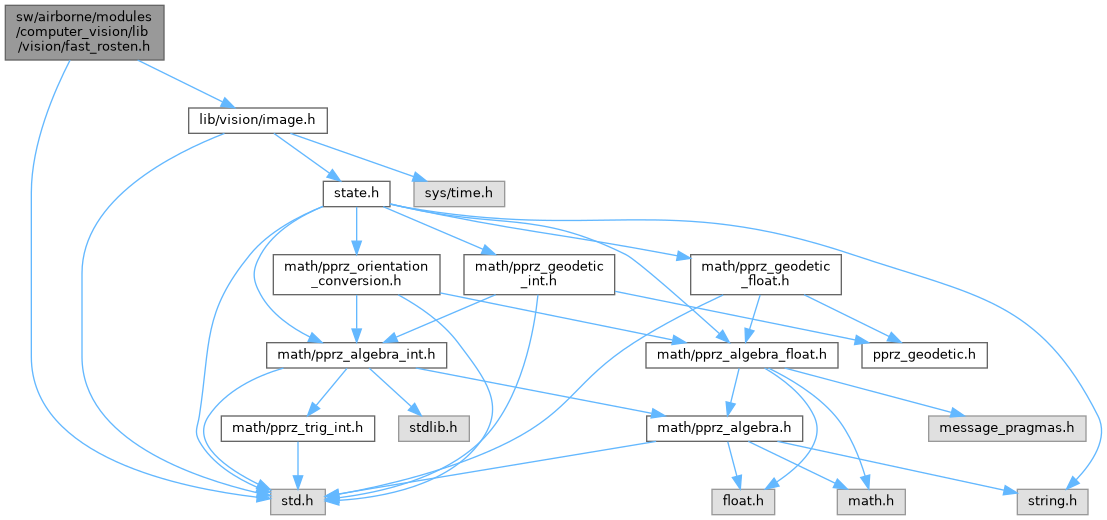 sw/airborne/modules
/computer_vision/lib
/vision/fast_rosten.h
lib/vision/image.h
state.h
sys/time.h
math/pprz_orientation
_conversion.h
math/pprz_geodetic
_int.h
math/pprz_geodetic
_float.h
math/pprz_algebra_int.h
math/pprz_algebra_float.h
pprz_geodetic.h
math/pprz_trig_int.h
stdlib.h
math/pprz_algebra.h
message_pragmas.h
std.h
float.h
math.h
string.h